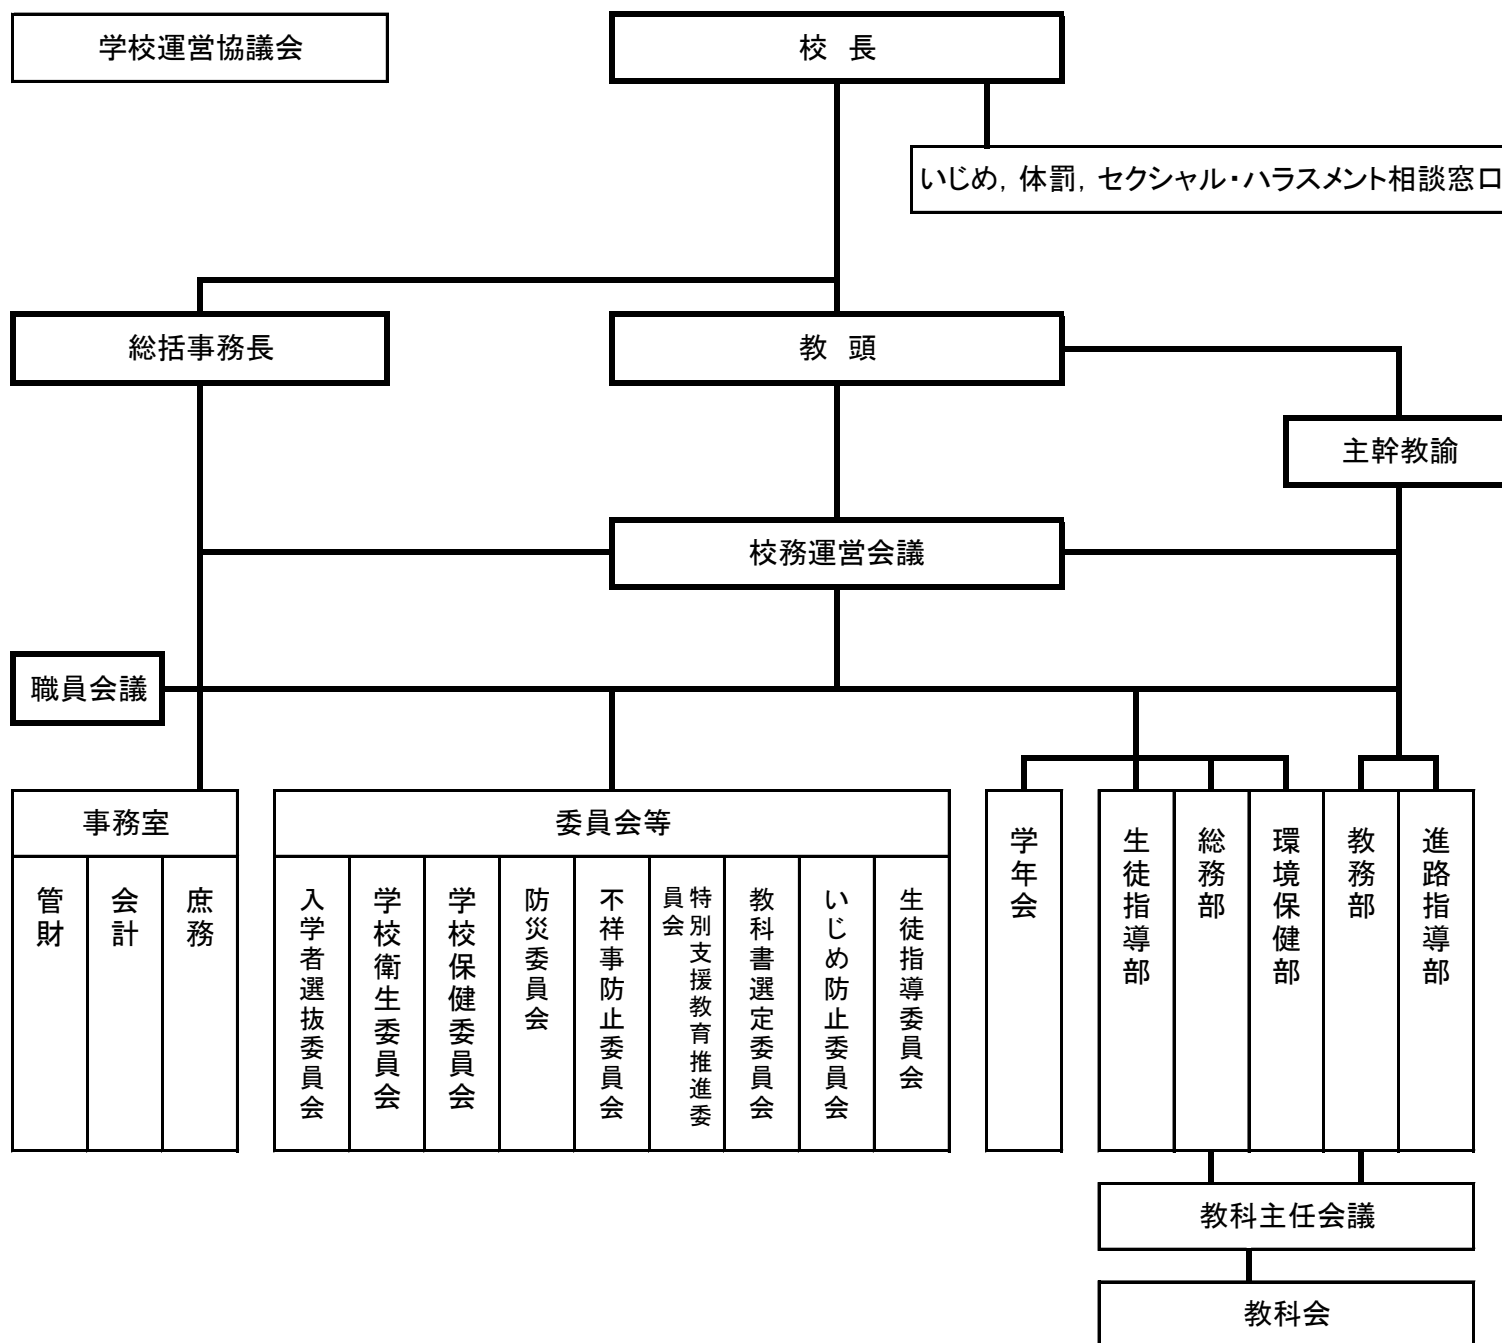 学校運営協議会
校 長
いじめ, 体罰, セクシャル・ハラスメント相談窓口
総括事務長
教 頭
主幹教諭
校務運営会議
職員会議
事務室
管財
会計
庶務
委員会等
入学者選抜委員会
学校衛生委員会
学校保健委員会
防災委員会
不祥事防止委員会
特別支援教育推進委
員会
教科書選定委員会
いじめ防止委員会
生徒指導委員会
学年会
生徒指導部
総務部
環境保健部
教務部
進路指導部
教科主任会議
教科会